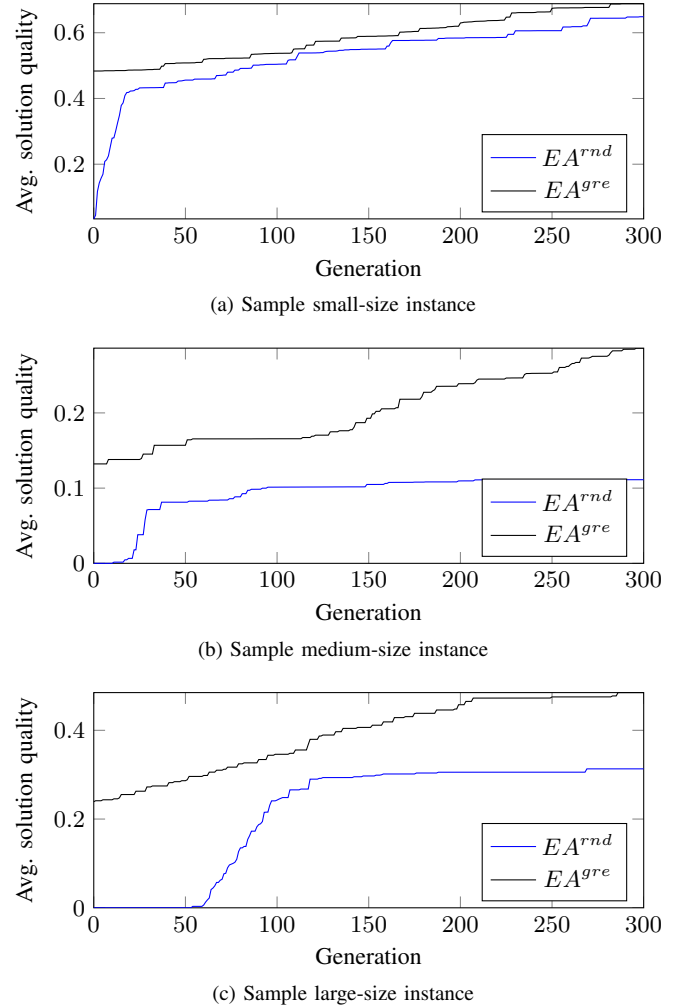 Avg. solution quality
0.6
0.4
0.2
EA^{rnd}
EA^{gre}
0 50 100 150 200 250 300
Generation
(a) Sample small-size instance
Avg. solution quality
0.2
0.1
0
EA^{rnd}
EA^{gre}
0 50 100 150 200 250 300
Generation
(b) Sample medium-size instance
Avg. solution quality
0.4
0.2
0
EA^{rnd}
EA^{gre}
0 50 100 150 200 250 300
Generation
(c) Sample large-size instance